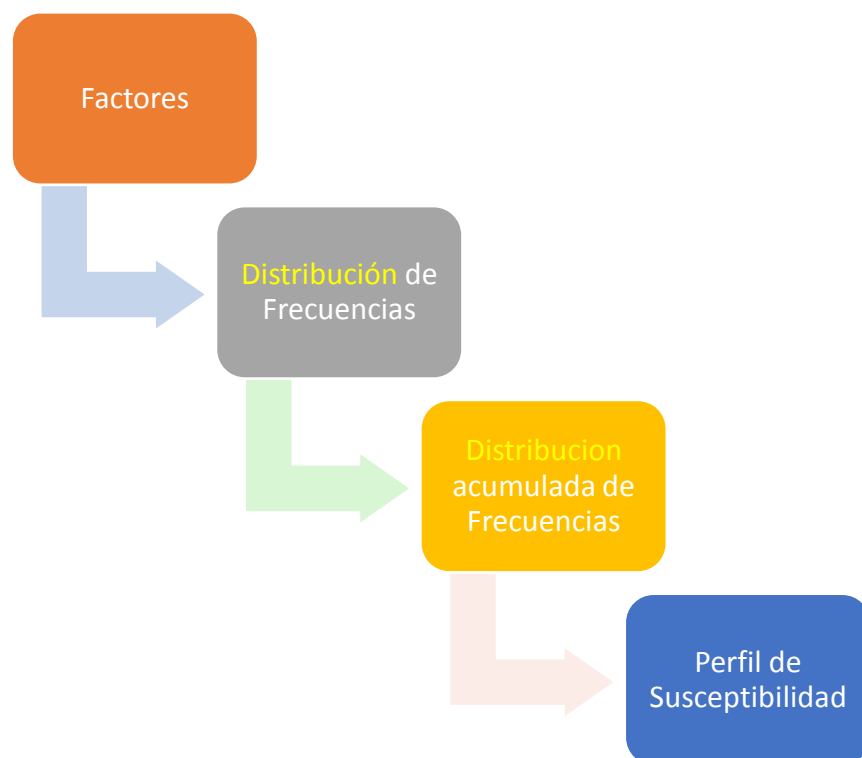 Factores
Distribución de
Frecuencias
Distribucion
acumulada de
Frecuencias
Perfil de
Susceptibilidad